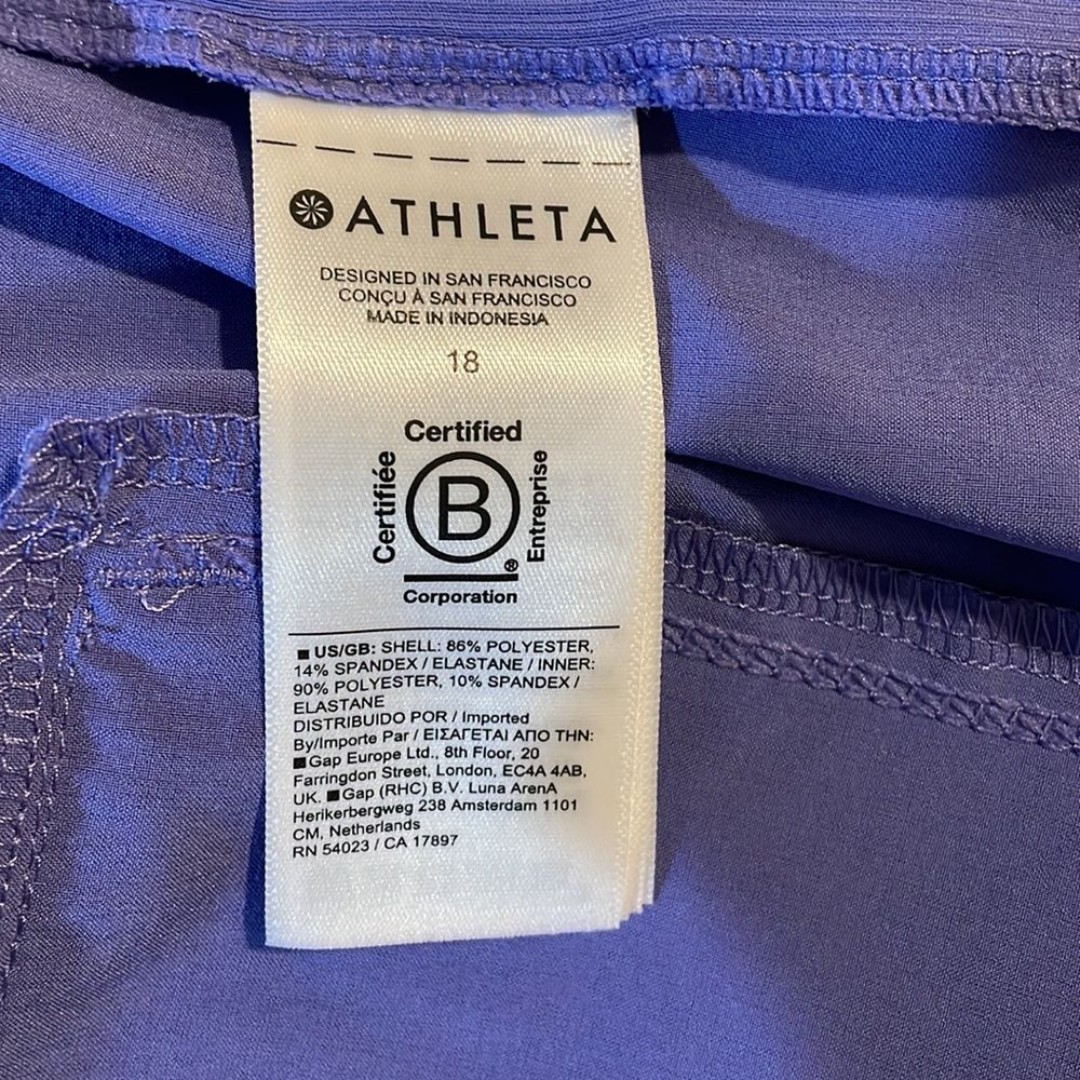 ATHLETA
DESIGNED IN SAN FRANCISCO
CONÇU À SAN FRANCISCO
MADE IN INDONESIA
18
Certified
Certifiée
B
Entreprise
®
Corporation
■ US/GB: SHELL: 86% POLYESTER,
14% SPANDEX / ELASTANE / INNER:
90% POLYESTER, 10% SPANDEX /
ELASTANE
DISTRIBUIDO POR / Imported
By/Importe Par / ΕΙΣΑΓΕΤΑΙ ΑΠΟ ΤΗΝ:
■Gap Europe Ltd., 8th Floor, 20
Farringdon Street, London, EC4A 4AB,
UK. ■Gap (RHC) B.V. Luna ArenA
Herikerbergweg 238 Amsterdam 1101
CM, Netherlands
RN 54023 / CA 17897